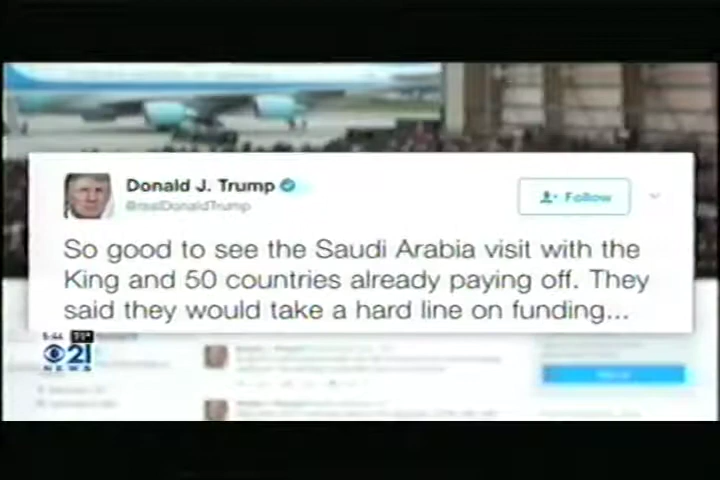 Donald J. Trump
@realDonaldTrump
Follow
So good to see the Saudi Arabia visit with the
King and 50 countries already paying off. They
said they would take a hard line on funding...
5:44 71°
21
NEWS